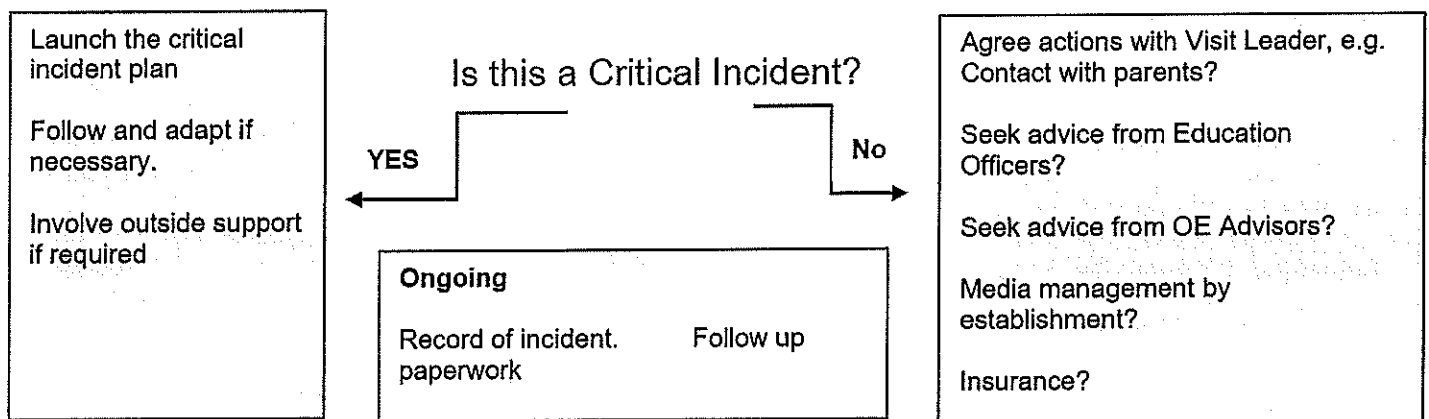 Launch the critical
incident plan
Follow and adapt if
necessary.
Involve outside support
if required
Is this a Critical Incident?
YES
No
Ongoing
Record of incident. Follow up
paperwork
Agree actions with Visit Leader, e.g.
Contact with parents?
Seek advice from Education
Officers?
Seek advice from OE Advisors?
Media management by
establishment?
Insurance?